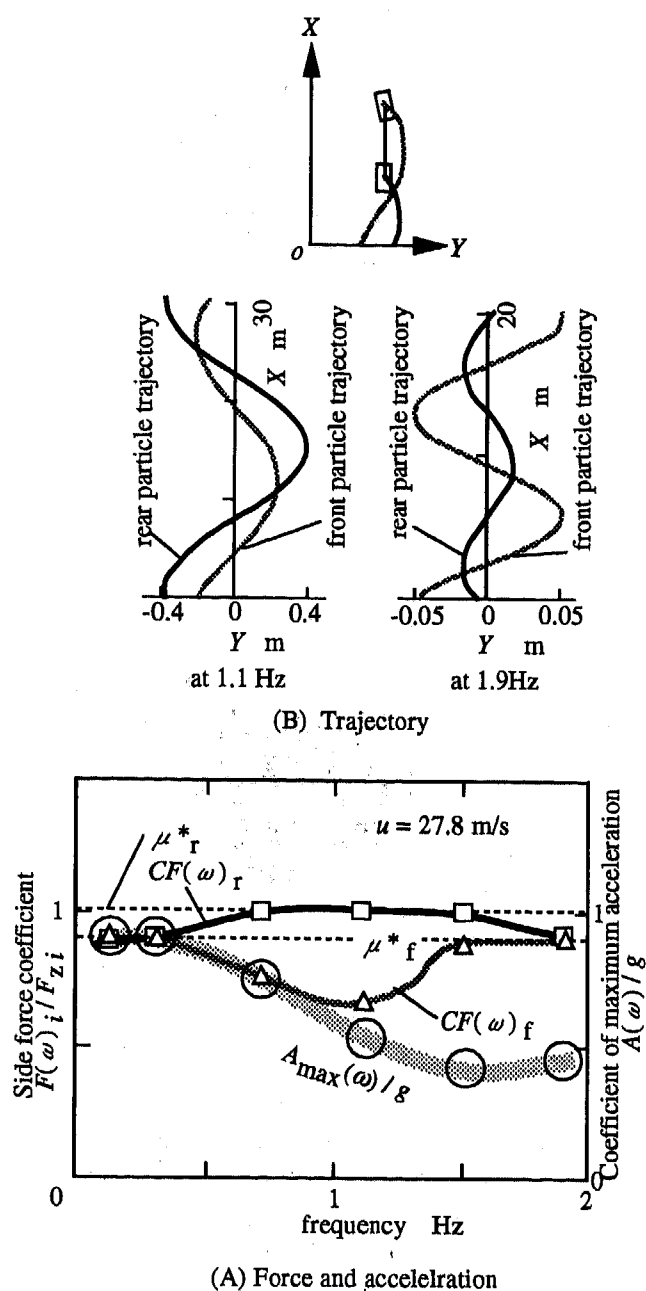 X
o
Y
rear particle trajectory
30
X m
front particle trajectory
-0.4 0 0.4
Y m
at 1.1 Hz
rear particle trajectory
20
X m
front particle trajectory
-0.05 0 0.05
Y m
at 1.9Hz
(B) Trajectory
Side force coefficient
F(ω) i / F z i
1
μ*r
CF(ω)r
u = 27.8 m/s
μ*f
CF(ω)f
Amax(ω)/g
1
Coefficient of maximum acceleration
A(ω)/g
0
0 1 2
frequency Hz
(A) Force and accelelration